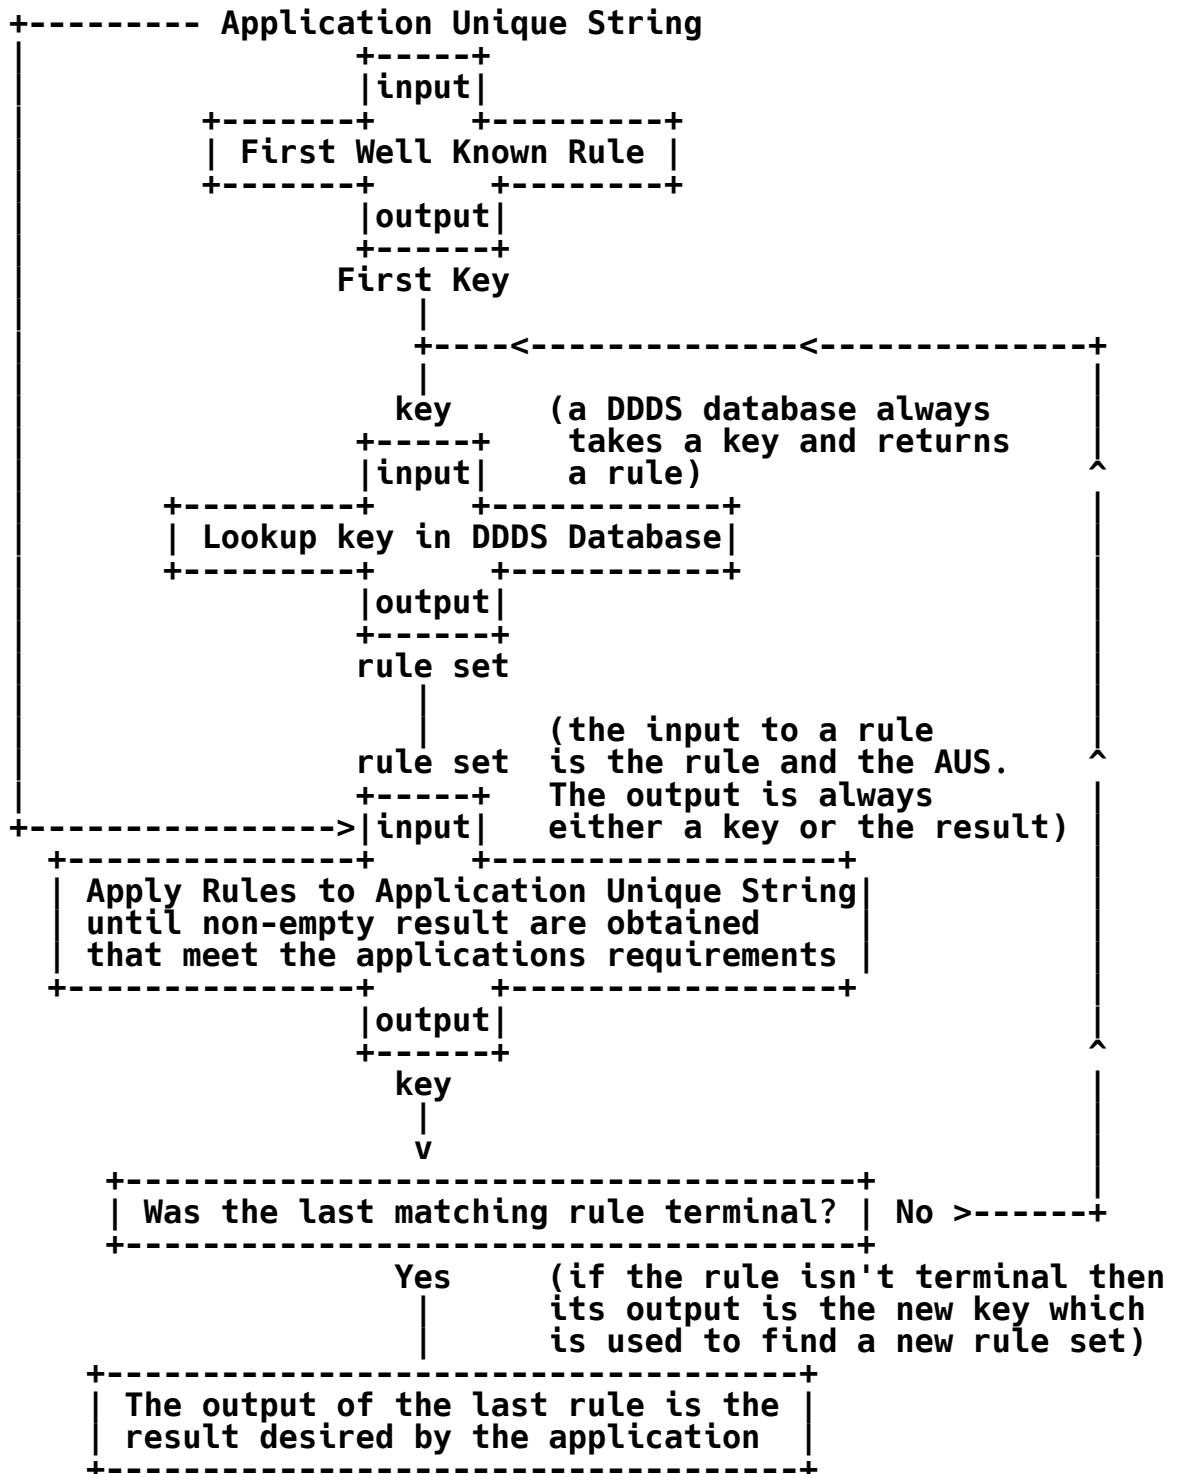 Application Unique String
input
First Well Known Rule
output
First Key
key (a DDDS database always
takes a key and returns
input a rule)
Lookup key in DDDS Database
output
rule set
(the input to a rule
rule set is the rule and the AUS.
The output is always
input either a key or the result)
Apply Rules to Application Unique String
until non-empty result are obtained
that meet the applications requirements
output
key
v
Was the last matching rule terminal? No >
Yes (if the rule isn't terminal then
its output is the new key which
is used to find a new rule set)
The output of the last rule is the
result desired by the application